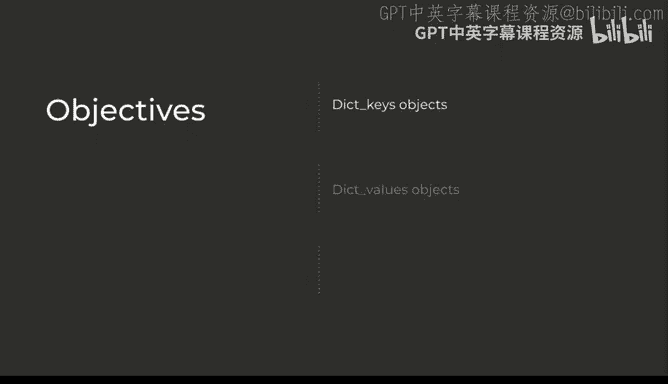 GPT中英字幕课程资源@bilibili.com
GPT中英字幕课程资源 bilibili
Objectives
Dict_keys objects
Dict_values objects